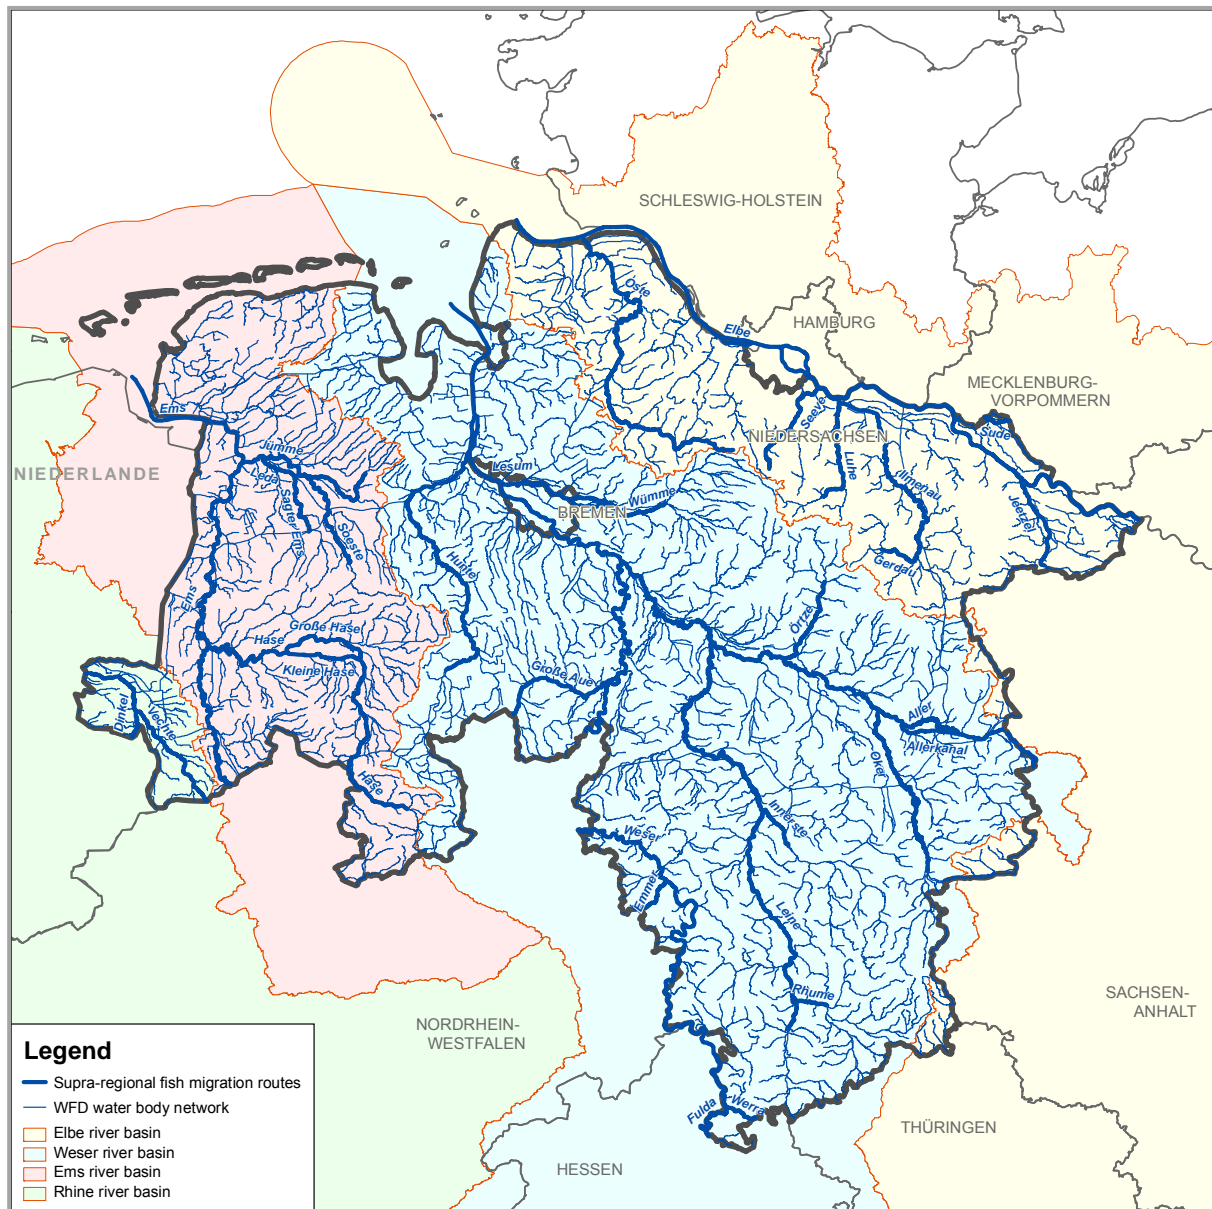 SCHLESWIG-HOLSTEIN
Oste
Elbe
HAMBURG
MECKLENBURG-
VORPOMMERN
Ems
Seeve
NIEDERSACHSEN
Sude
Jümme
NIEDERLANDE
Leda
Lesum
Luhe
Ilmenau
Sagter Ems
Wümme
Jeetzel
BREMEN
Soeste
Hunte
Gerdau
Ems
Örtze
Große Hase
Hase
Kleine Hase
Große Aue
Dinkel
Vechte
Aller
Allerkanal
Oker
Hase
Innerste
Weser
Emmer
Leine
Rhume
SACHSEN-
ANHALT
NORDRHEIN-
WESTFALEN
Fulda
Werra
THÜRINGEN
HESSEN
Legend
Supra-regional fish migration routes
WFD water body network
Elbe river basin
Weser river basin
Ems river basin
Rhine river basin